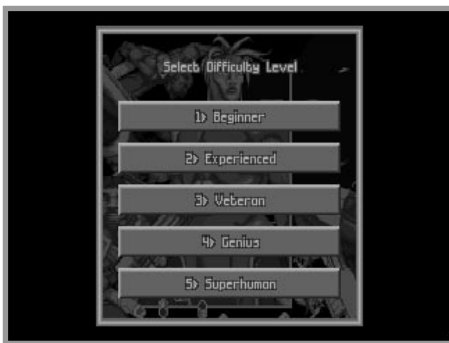 Select Difficulty Level
1> Beginner
2> Experienced
3> Veteran
4> Genius
5> Superhuman